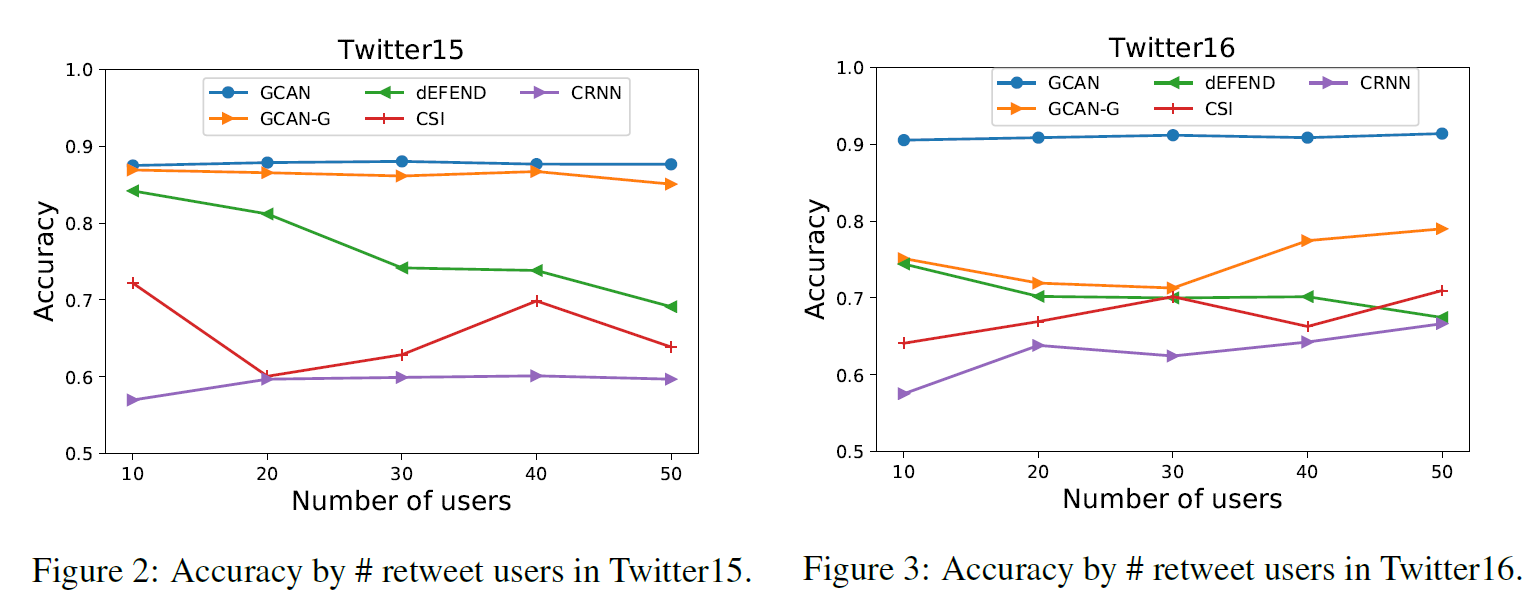 Twitter15
1.0
0.9
0.8
0.7
0.6
0.5
Accuracy
GCAN
GCAN-G
dEFEND
CSI
CRNN
10 20 30 40 50
Number of users
Figure 2: Accuracy by # retweet users in Twitter15.
Twitter16
1.0
0.9
0.8
0.7
0.6
0.5
Accuracy
GCAN
GCAN-G
dEFEND
CSI
CRNN
10 20 30 40 50
Number of users
Figure 3: Accuracy by # retweet users in Twitter16.